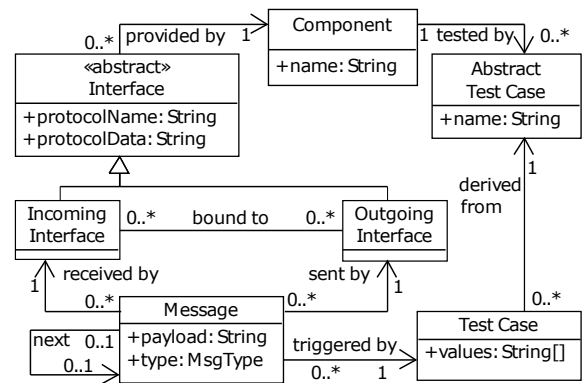 Component
+name: String
provided by
0..*
1
1 tested by
0..*
«abstract»
Interface
+protocolName: String
+protocolData: String
Abstract
Test Case
+name: String
1
derived
from
0..*
Incoming
Interface
0..*
bound to
0..*
Outgoing
Interface
received by
1
0..*
sent by
0..*
1
Message
+payload: String
+type: MsgType
next
0..1
0..1
triggered by
0..*
1
Test Case
+values: String[]